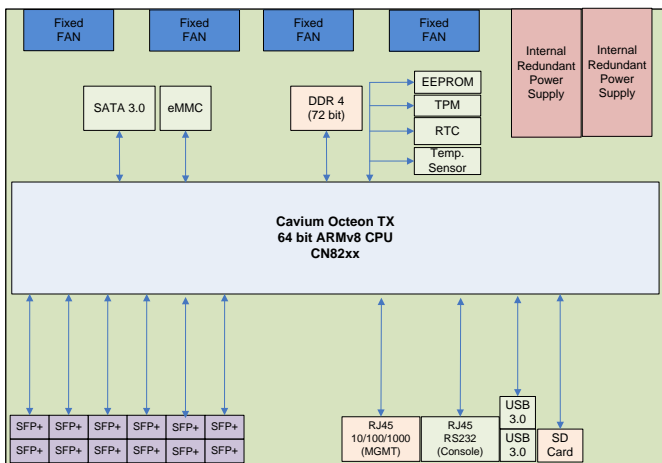 Fixed
FAN
Fixed
FAN
Fixed
FAN
Fixed
FAN
Internal
Redundant
Power
Supply
Internal
Redundant
Power
Supply
SATA 3.0
eMMC
DDR 4
(72 bit)
EEPROM
TPM
RTC
Temp.
Sensor
Cavium Octeon TX
64 bit ARMv8 CPU
CN82xx
SFP+ SFP+ SFP+ SFP+ SFP+ SFP+
SFP+ SFP+ SFP+ SFP+ SFP+ SFP+
RJ45
10/100/1000
(MGMT)
RJ45
RS232
(Console)
USB
3.0
USB
3.0
SD
Card